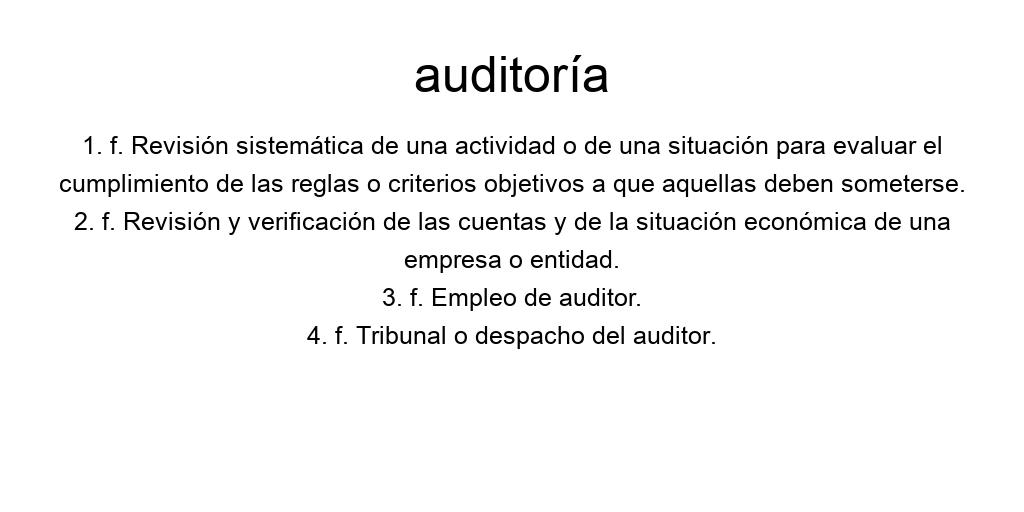 auditoría
1. f. Revisión sistemática de una actividad o de una situación para evaluar el
cumplimiento de las reglas o criterios objetivos a que aquellas deben someterse.
2. f. Revisión y verificación de las cuentas y de la situación económica de una
empresa o entidad.
3. f. Empleo de auditor.
4. f. Tribunal o despacho del auditor.